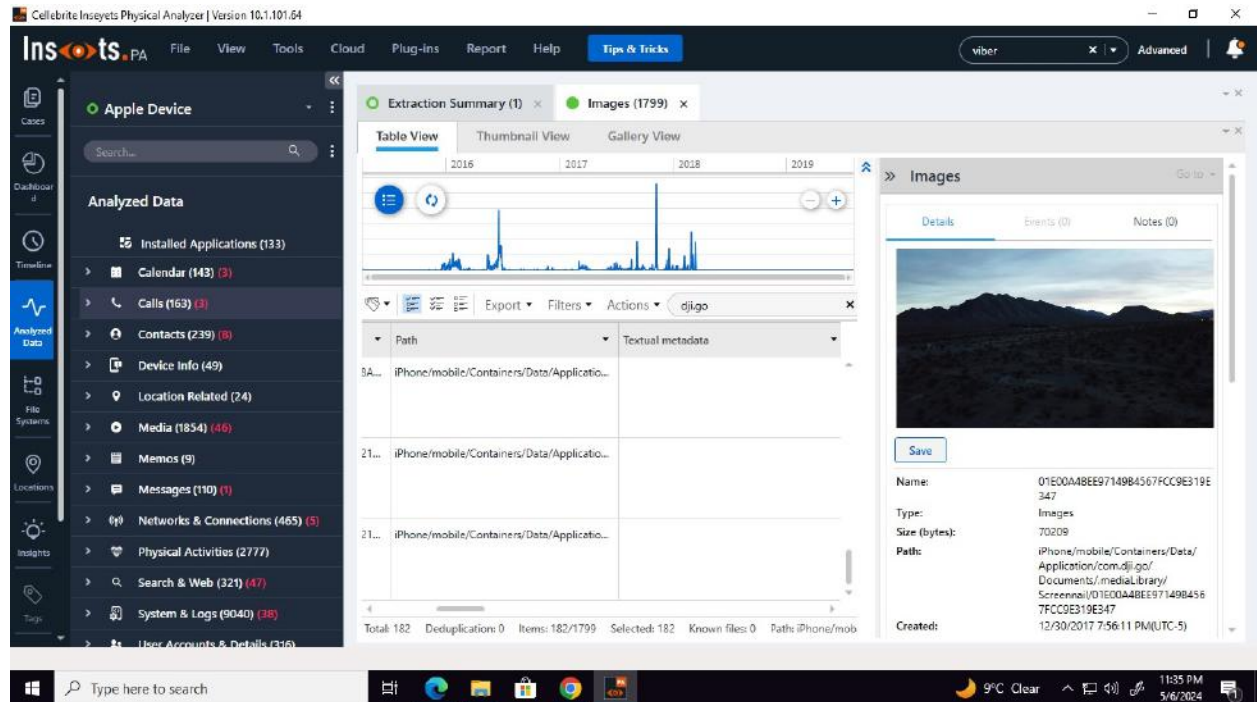 Cellebrite Inseyets Physical Analyzer | Version 10.1.101.64
Ins ts. PA File View Tools Cloud Plug-ins Report Help Tips & Tricks viber × Advanced
Cases
Dashboar
d
Timeline
Analyzed
Data
File
Systems
Locations
Insights
Tags
Apple Device
Search...
Analyzed Data
Installed Applications (133)
Calendar (143) (3)
Calls (163) (3)
Contacts (239) (8)
Device Info (49)
Location Related (24)
Media (1854) (46)
Memos (9)
Messages (110) (1)
Networks & Connections (465) (5)
Physical Activities (2777)
Search & Web (321) (47)
System & Logs (9040) (38)
User Accounts & Details (316)
Extraction Summary (1) × Images (1799) ×
Table View Thumbnail View Gallery View
2016 2017 2018 2019
Export Filters Actions dji.go ×
Path Textual metadata
8A... iPhone/mobile/Containers/Data/Applicatio...
21... iPhone/mobile/Containers/Data/Applicatio...
21... iPhone/mobile/Containers/Data/Applicatio...
Total: 182 Deduplication: 0 Items: 182/1799 Selected: 182 Known files: 0 Path: iPhone/mob
Images Go to
Details Events (0) Notes (0)
Save
Name: 01E00A4BEE97149B4567FCC9E319E
347
Type: Images
Size (bytes): 70209
Path: iPhone/mobile/Containers/Data/
Application/com.dji.go/
Documents/.mediaLibrary/
Screennail/01E00A4BEE97149B456
7FCC9E319E347
Created: 12/30/2017 7:56:11 PM(UTC-5)
Type here to search
9°C Clear
11:35 PM
5/6/2024